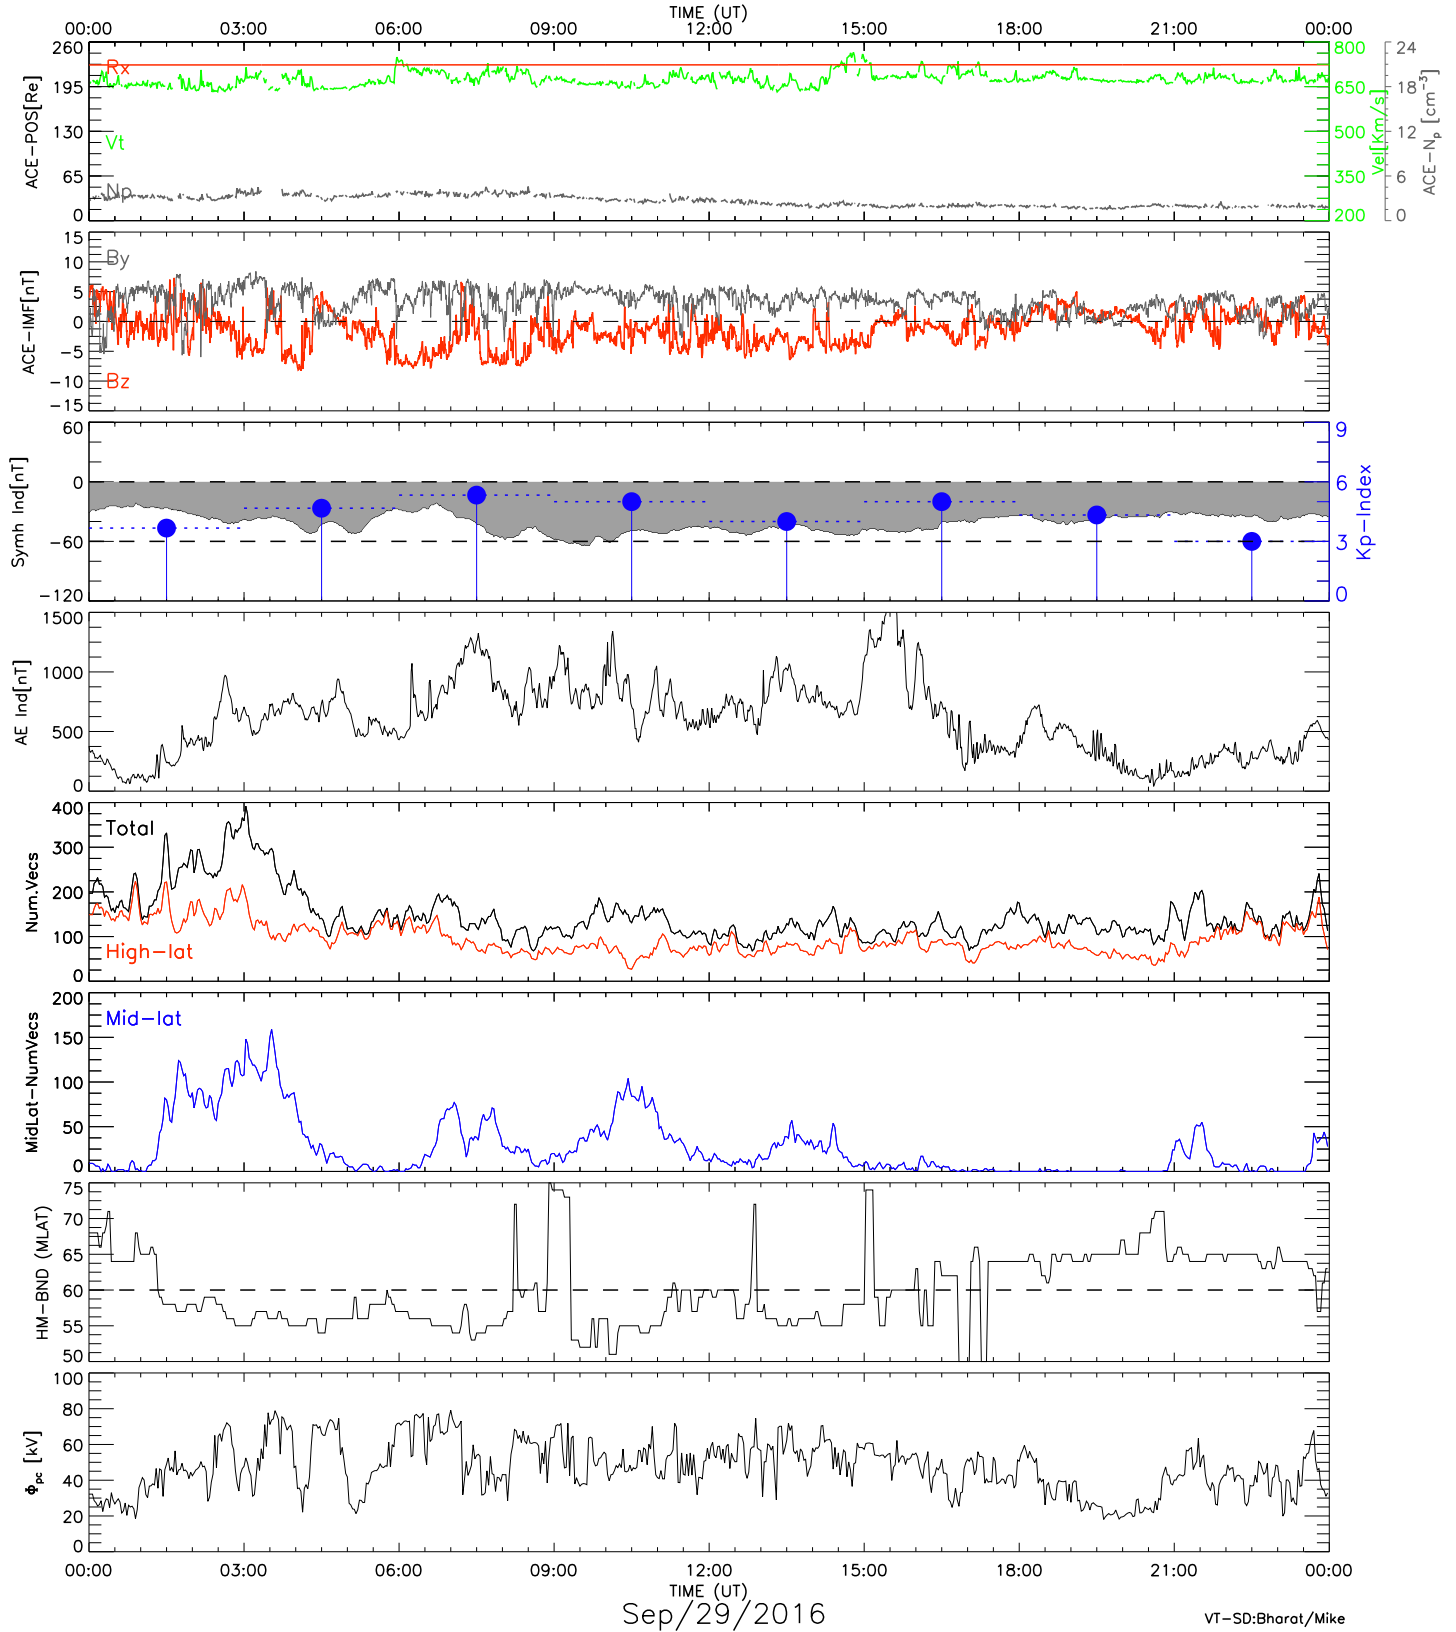 TIME (UT)
00:00 03:00 06:00 09:00 12:00 15:00 18:00 21:00 00:00
260 195 130 65 0
ACE-POS[Re]
Rx
Vt
Np
800 650 500 350 200
Vel[Km/s]
24 18 12 6 0
ACE-Np [cm-3]
15 10 5 0 -5 -10 -15
ACE-IMF[nT]
By
Bz
60 0 -60 -120
Symh Ind[nT]
9 6 3 0
Kp-Index
1500 1000 500 0
AE Ind[nT]
400 300 200 100 0
Num.Vecs
Total
High-lat
200 150 100 50 0
MidLat-NumVecs
Mid-lat
75 70 65 60 55 50
HM-BND (MLAT)
100 80 60 40 20 0
Φpc [kV]
00:00 03:00 06:00 09:00 12:00 15:00 18:00 21:00 00:00
TIME (UT)
Sep/29/2016
VT-SD:Bharat/Mike